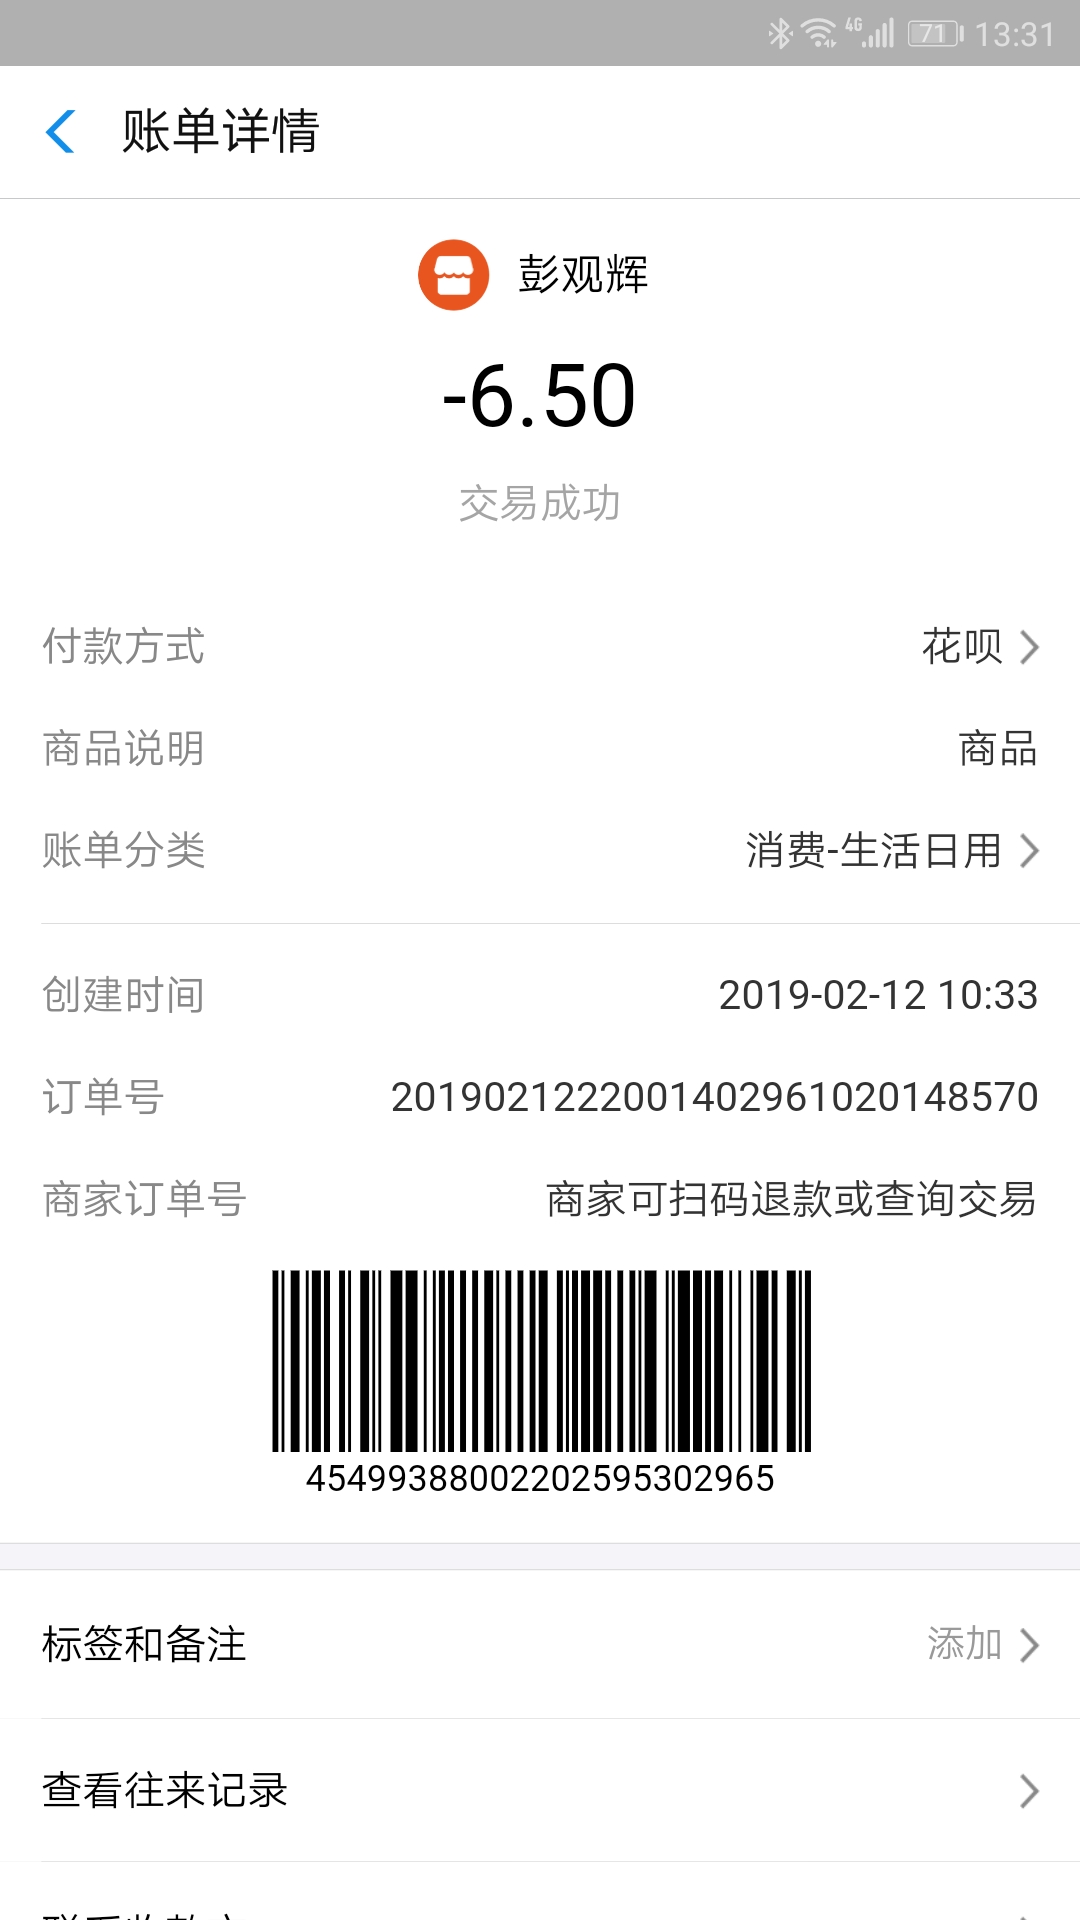 4G 71 13:31
账单详情
彭观辉
-6.50
交易成功
付款方式 花呗
商品说明 商品
账单分类 消费-生活日用
创建时间 2019-02-12 10:33
订单号 2019021222001402961020148570
商家订单号 商家可扫码退款或查询交易
45499388002202595302965
标签和备注 添加
查看往来记录